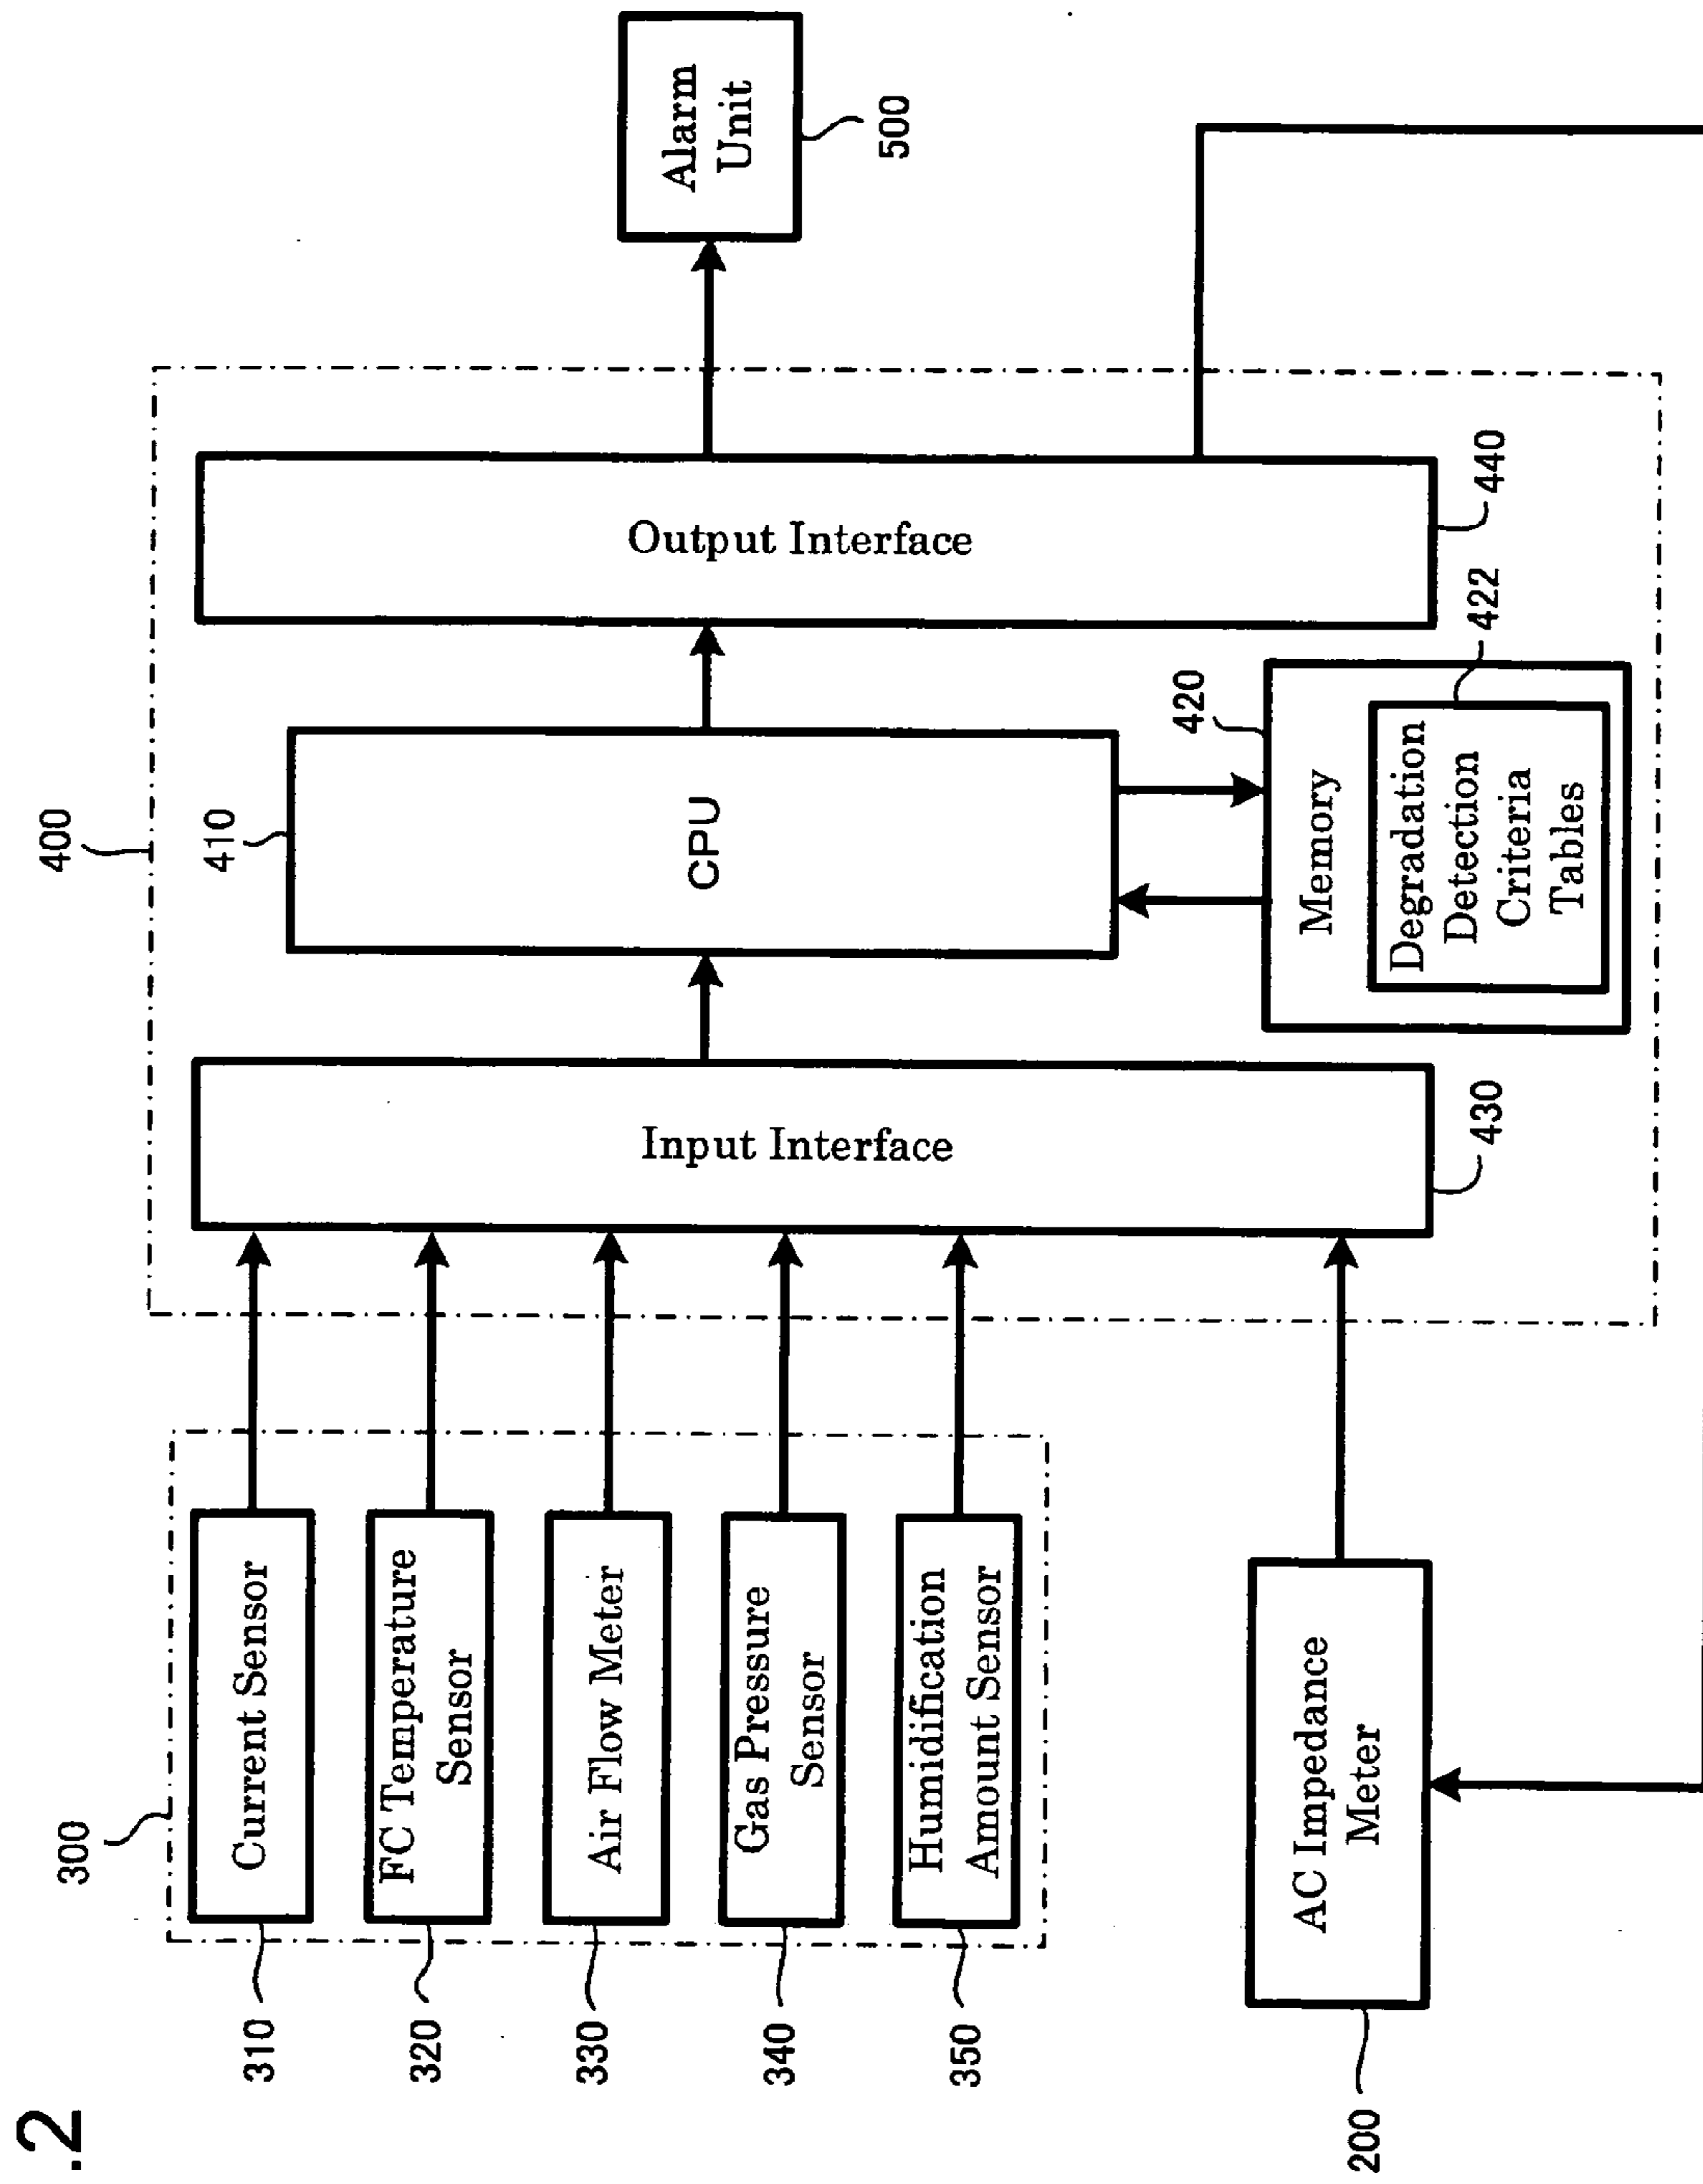 .2
300
310
Current Sensor
320
FC Temperature
Sensor
330
Air Flow Meter
340
Gas Pressure
Sensor
350
Humidification
Amount Sensor
200
AC Impedance
Meter
400
Input Interface
430
410
CPU
420
Memory
Degradation
Detection
Criteria
Tables
422
Output Interface
440
Alarm
Unit
500